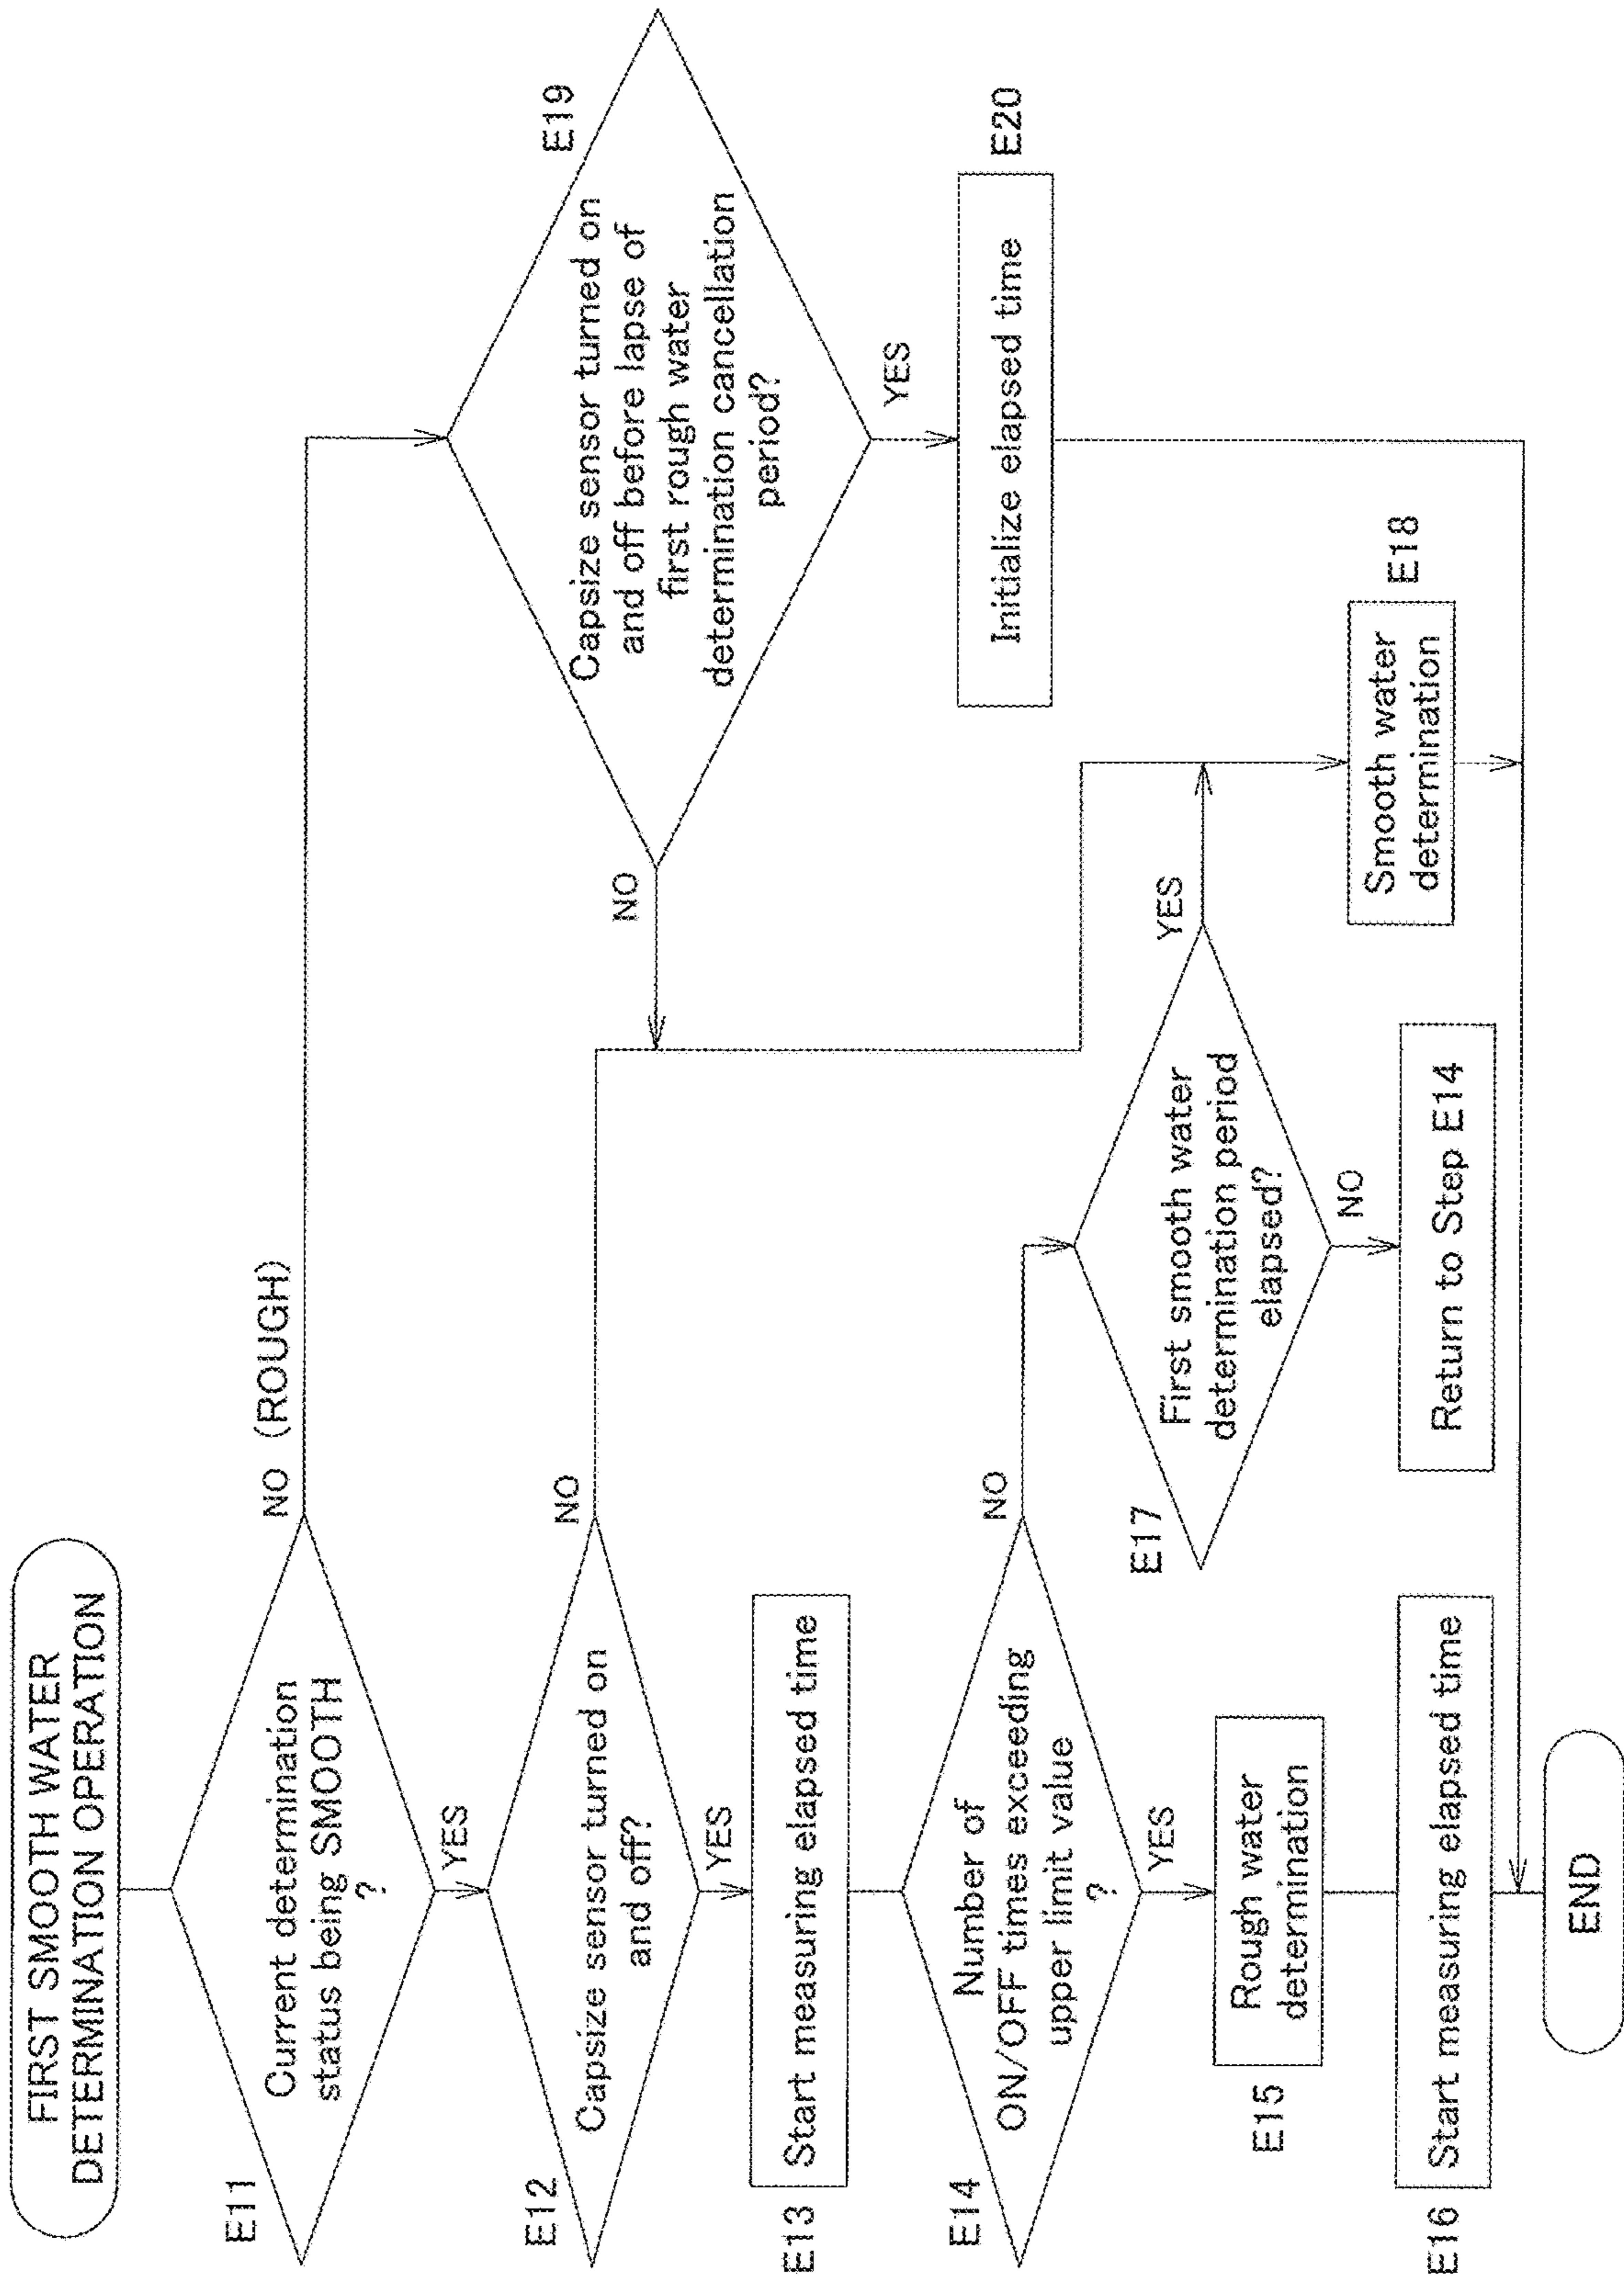 FIRST SMOOTH WATER
DETERMINATION OPERATION
E11
Current determination
status being SMOOTH
?
NO (ROUGH)
YES
E12
Capsize sensor turned on
and off?
NO
YES
E13
Start measuring elapsed time
E14
Number of
ON/OFF times exceeding
upper limit value
?
NO
YES
E15
Rough water
determination
E16
Start measuring elapsed time
E17
First smooth water
determination period
elapsed?
YES
NO
Return to Step E14
E18
Smooth water
determination
E19
Capsize sensor turned on
and off before lapse of
first rough water
determination cancellation
period?
NO
YES
E20
Initialize elapsed time
END